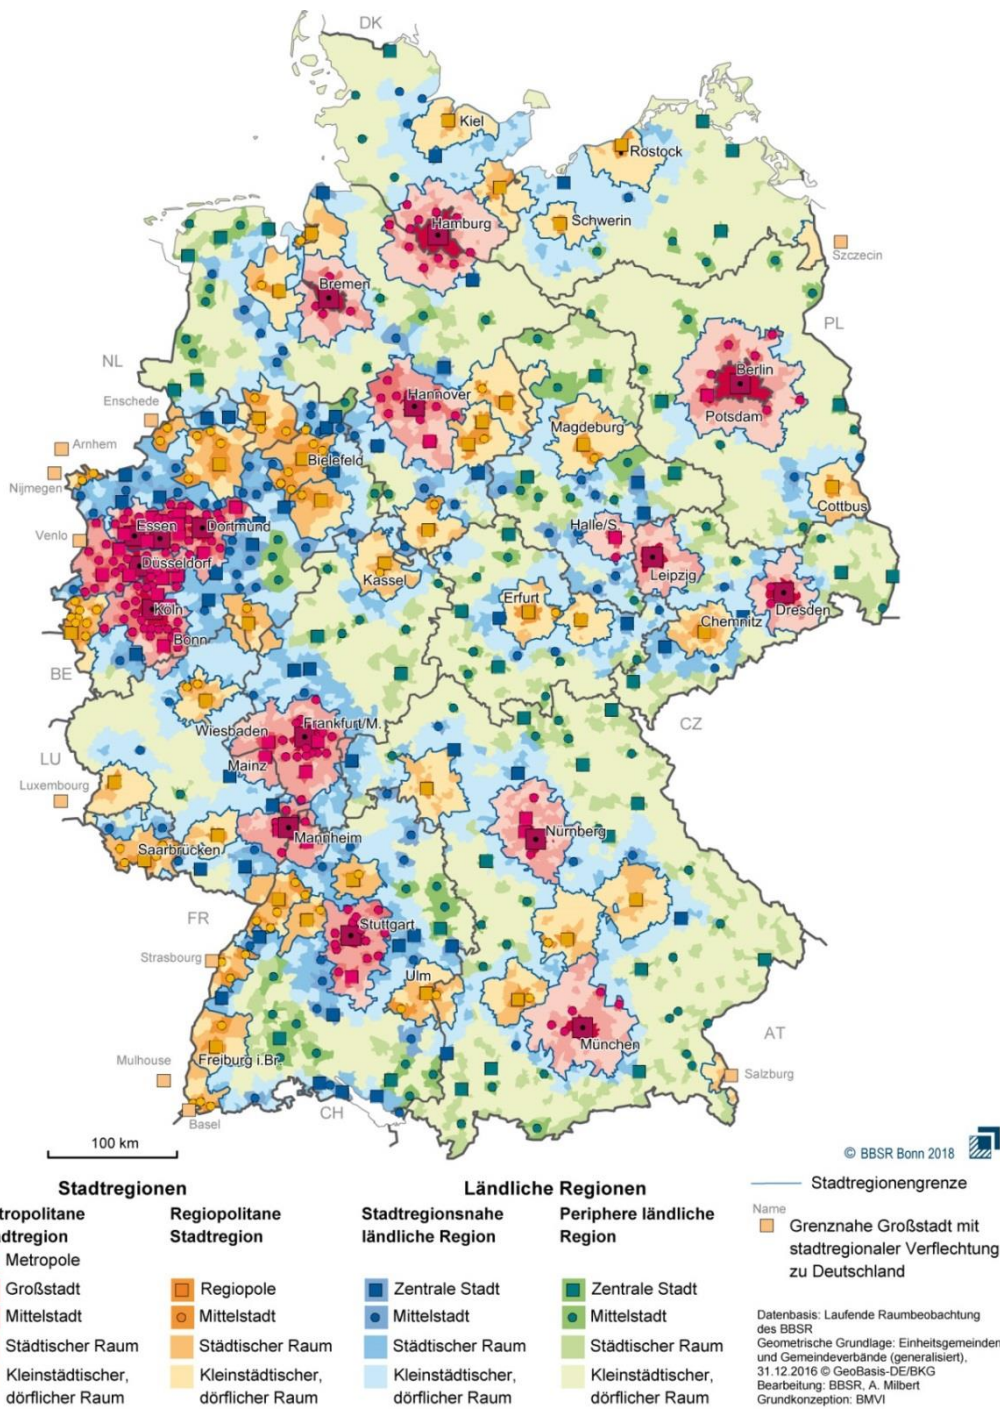 DK
Kiel
Rostock
Hamburg
Schwerin
Szczecin
Bremen
PL
NL
Berlin
Enschede
Hannover
Potsdam
Arnhem
Magdeburg
Bielefeld
Nijmegen
Cottbus
Essen
Dortmund
Halle/S.
Venlo
Düsseldorf
Leipzig
Kassel
Köln
Erfurt
Dresden
Chemnitz
Bonn
BE
CZ
Wiesbaden
Frankfurt/M.
LU
Mainz
Luxembourg
Nürnberg
Mannheim
Saarbrücken
FR
Stuttgart
Strasbourg
Ulm
AT
München
Mulhouse
Freiburg i.Br.
Salzburg
CH
Basel
100 km
© BBSR Bonn 2018
Stadtregionen
tropolitane
dtregion
Metropole
Großstadt
Mittelstadt
Städtischer Raum
Kleinstädtischer,
dörflicher Raum
Regiopolitane
Stadtregion
Regiopole
Mittelstadt
Städtischer Raum
Kleinstädtischer,
dörflicher Raum
Ländliche Regionen
Stadtregionsnahe
ländliche Region
Zentrale Stadt
Mittelstadt
Städtischer Raum
Kleinstädtischer,
dörflicher Raum
Periphere ländliche
Region
Zentrale Stadt
Mittelstadt
Städtischer Raum
Kleinstädtischer,
dörflicher Raum
Stadtregionengrenze
Name
Grenznahe Großstadt mit
stadtregionaler Verflechtung
zu Deutschland
Datenbasis: Laufende Raumbeobachtung
des BBSR
Geometrische Grundlage: Einheitsgemeinden
und Gemeindeverbände (generalisiert),
31.12.2016 © GeoBasis-DE/BKG
Bearbeitung: BBSR, A. Milbert
Grundkonzeption: BMVI